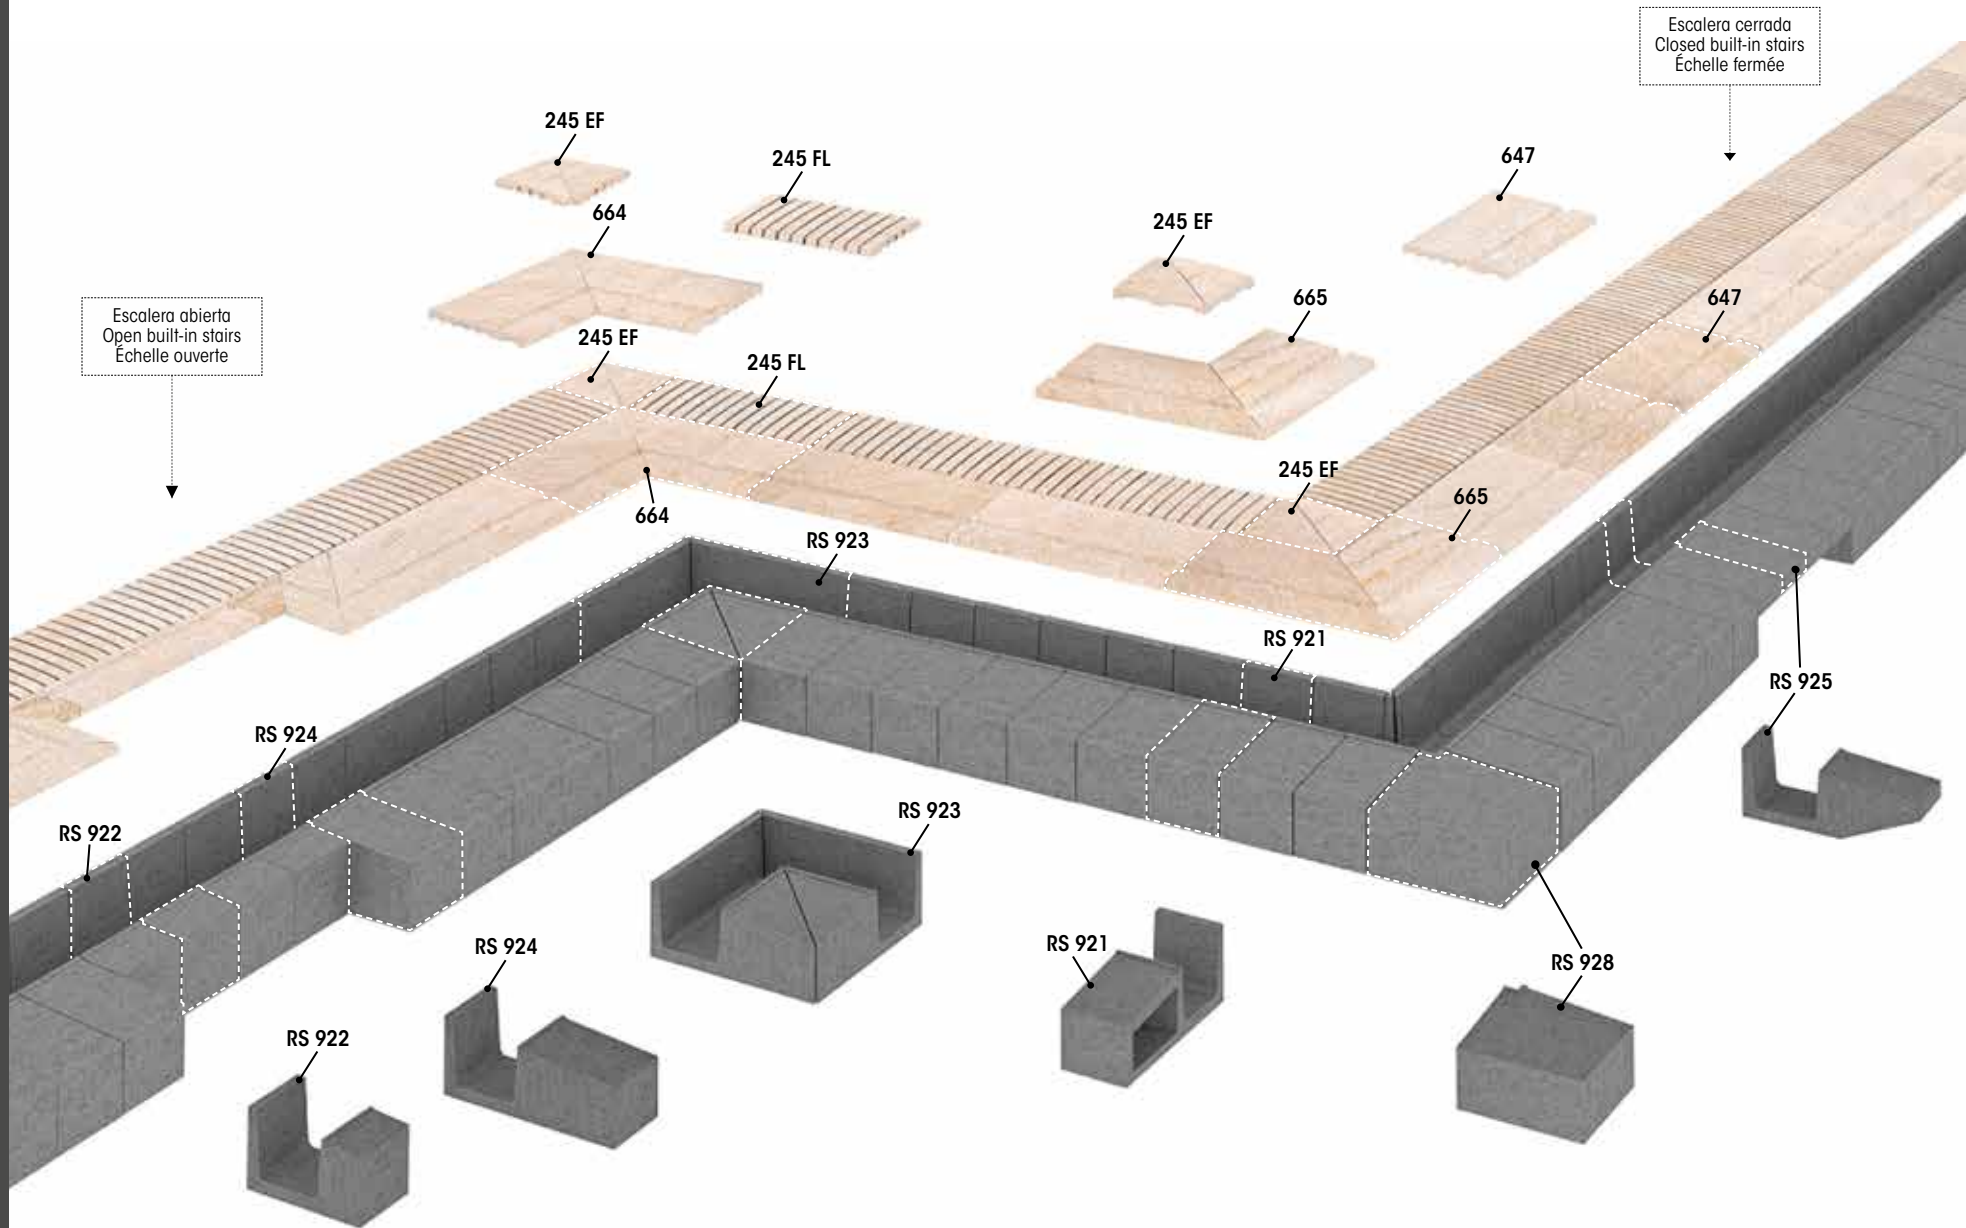 Escalera cerrada
Closed built-in stairs
Échelle fermée
245 EF
245 FL
647
664
245 EF
Escalera abierta
Open built-in stairs
Échelle ouverte
665
647
245 EF
245 FL
245 EF
665
664
RS 923
RS 921
RS 925
RS 924
RS 922
RS 923
RS 924
RS 921
RS 928
RS 922